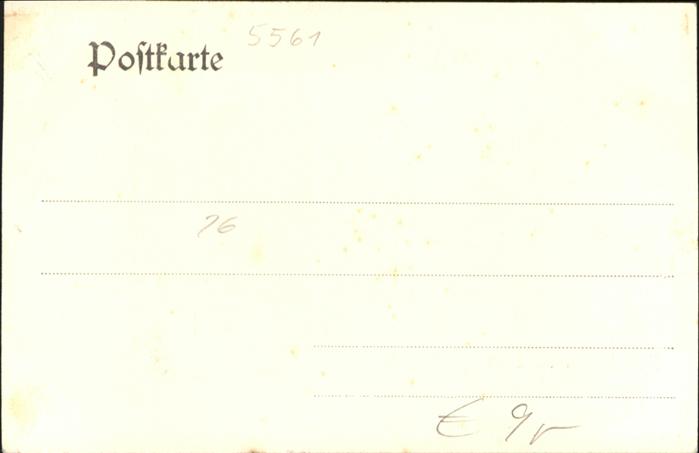 Poſtkarte
5561
76
€ 9,-